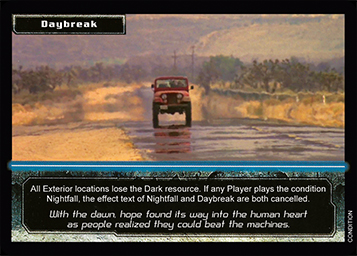 Daybreak
All Exterior locations lose the Dark resource. If any Player plays the condition
Nightfall, the effect text of Nightfall and Daybreak are both cancelled.
With the dawn, hope found its way into the human heart
as people realized they could beat the machines.
CONDITION